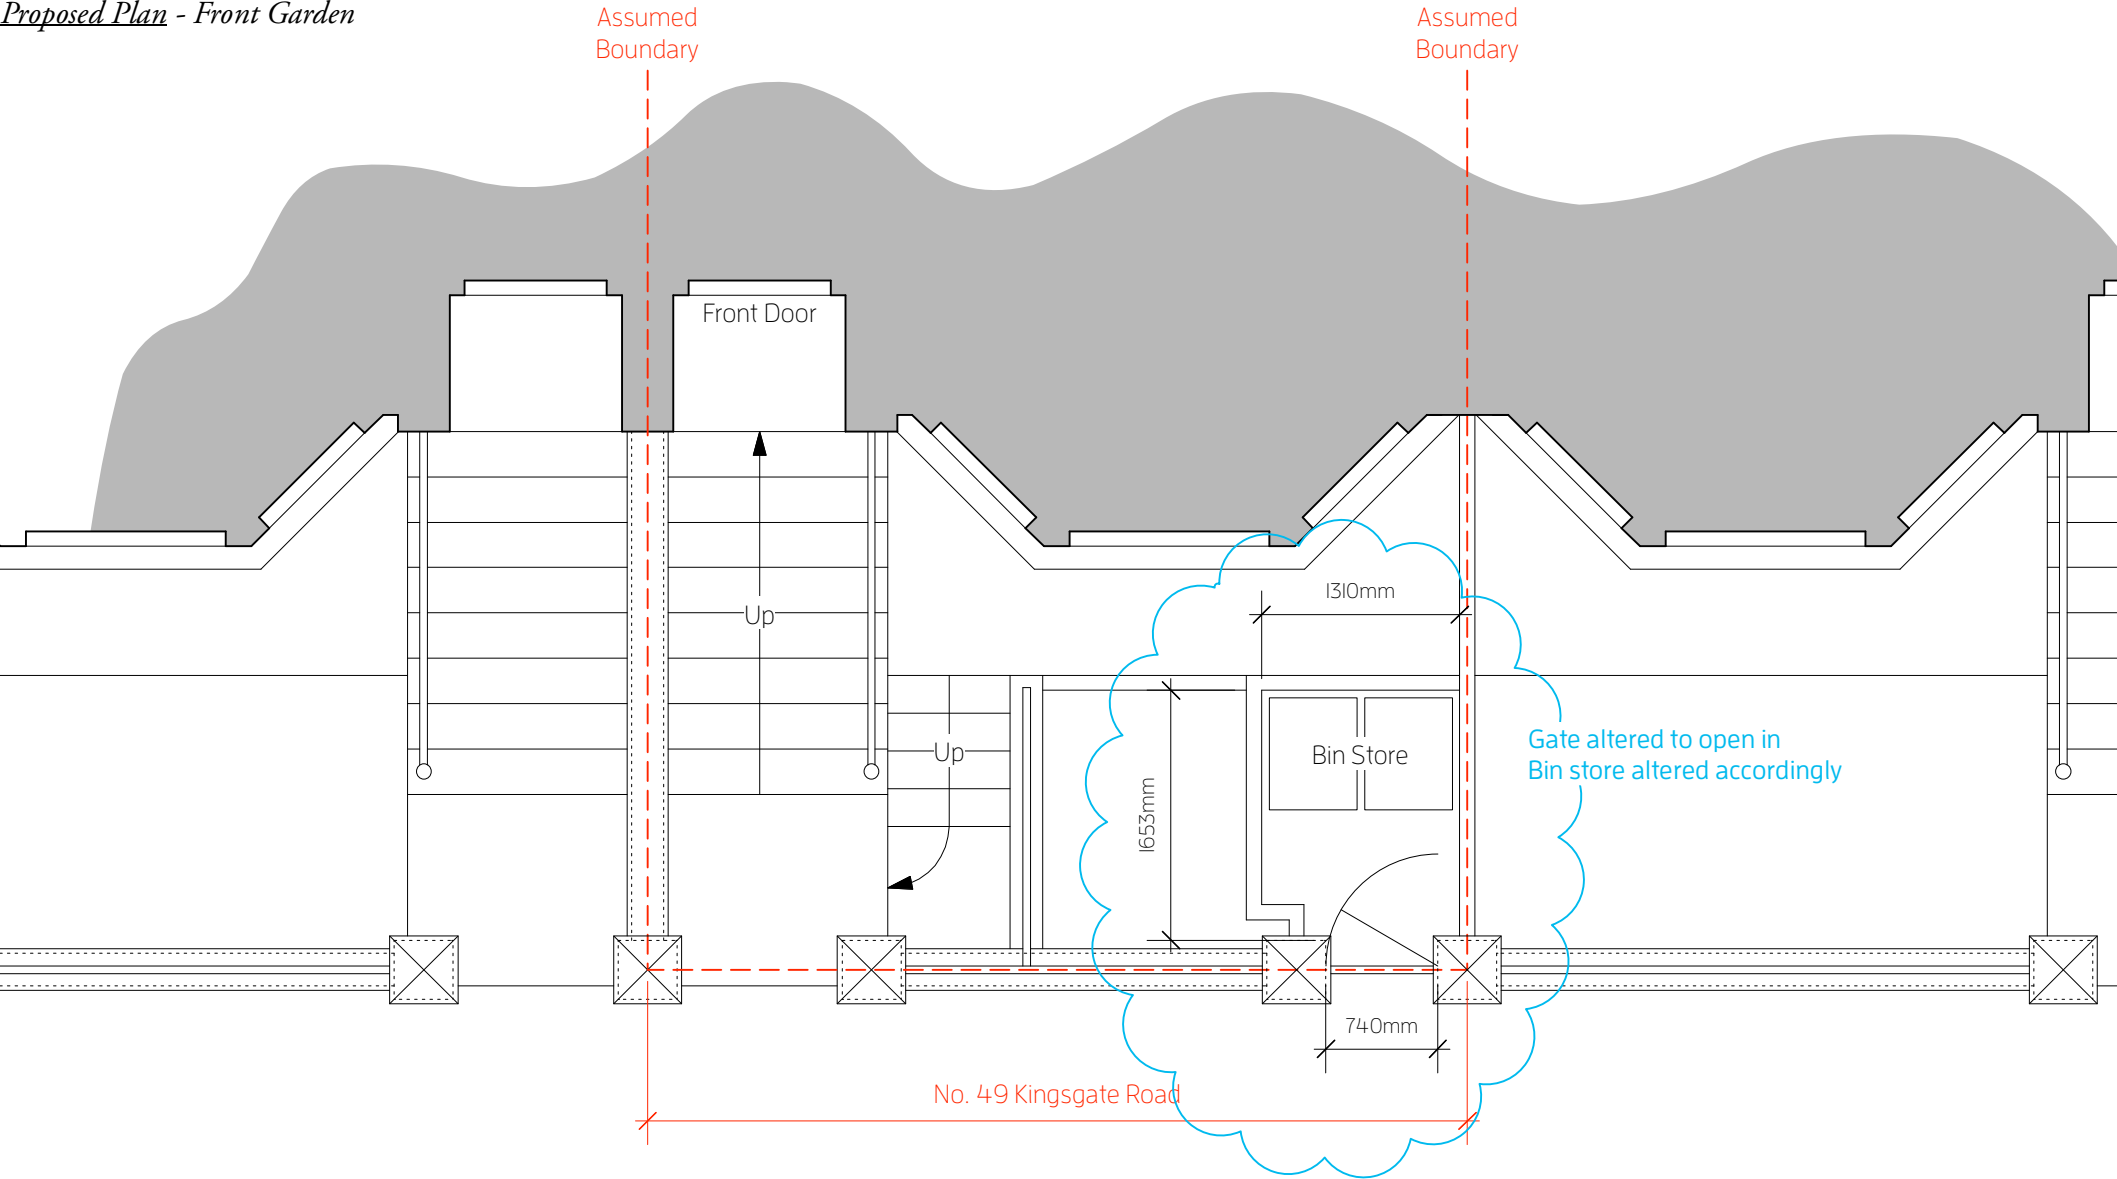 Proposed Plan - Front Garden
Assumed
Boundary
Assumed
Boundary
Front Door
Up
1310mm
Up
Bin Store
Gate altered to open in
Bin store altered accordingly
1653mm
740mm
No. 49 Kingsgate Road